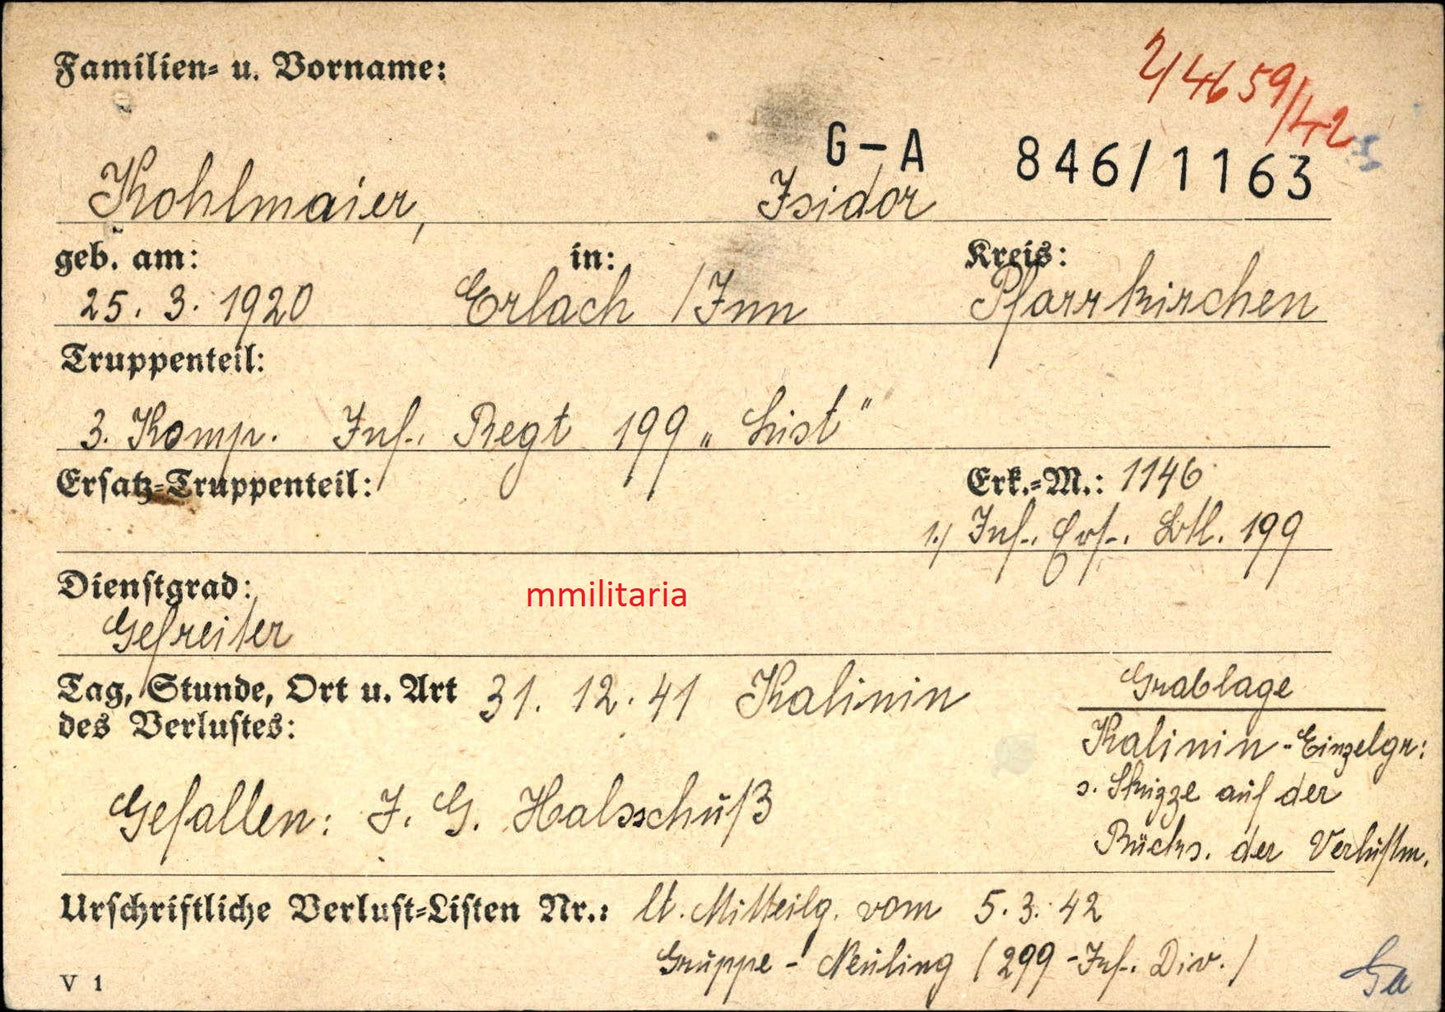 Familien- u. Vorname:
2/4659/42
G-A 846/1163
Kohlmaier, Isidor
geb. am: in: Kreis:
25. 3. 1920 Erlach /Inn Pfarrkirchen
Truppenteil:
3. Komp. Inf. Regt 199 „List"
Ersatz-Truppenteil: Erk.-M.: 1146
1.) Inf. Ers. Btl. 199
Dienstgrad:
mmilitaria
Gefreiter
Tag, Stunde, Ort u. Art 31. 12. 41 Kalinin
des Verlustes:
Grablage
Kalinin - Einzelgr:
s. Skizze auf der
Rücks. der Verlustm.
Gefallen: I. G. Halsschuß
Urschriftliche Verlust-Listen Nr.: lt. Mitteilg. vom 5. 3. 42
Gruppe - Neuling (299 - Inf. Div.)
V 1